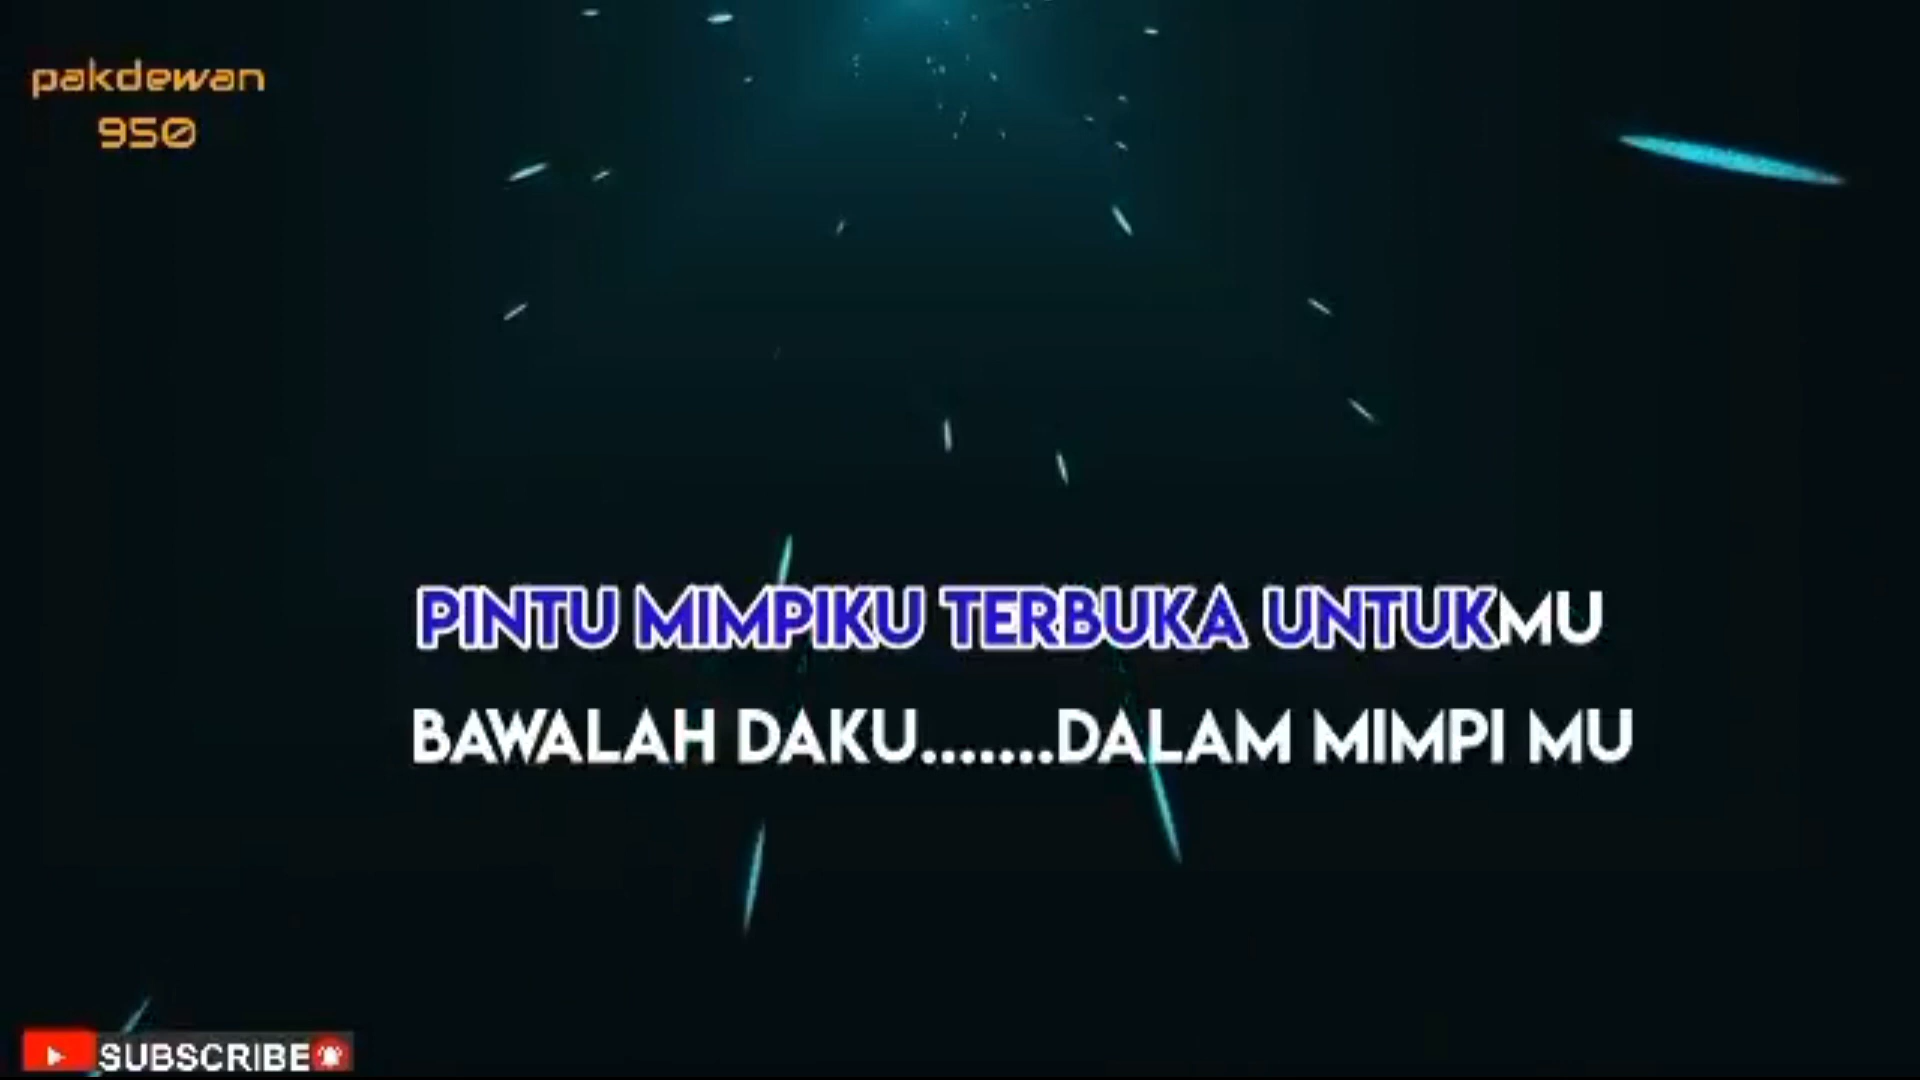 pakdewan
950
PINTU MIMPIKU TERBUKA UNTUKMU
BAWALAH DAKU.......DALAM MIMPI MU
SUBSCRIBE